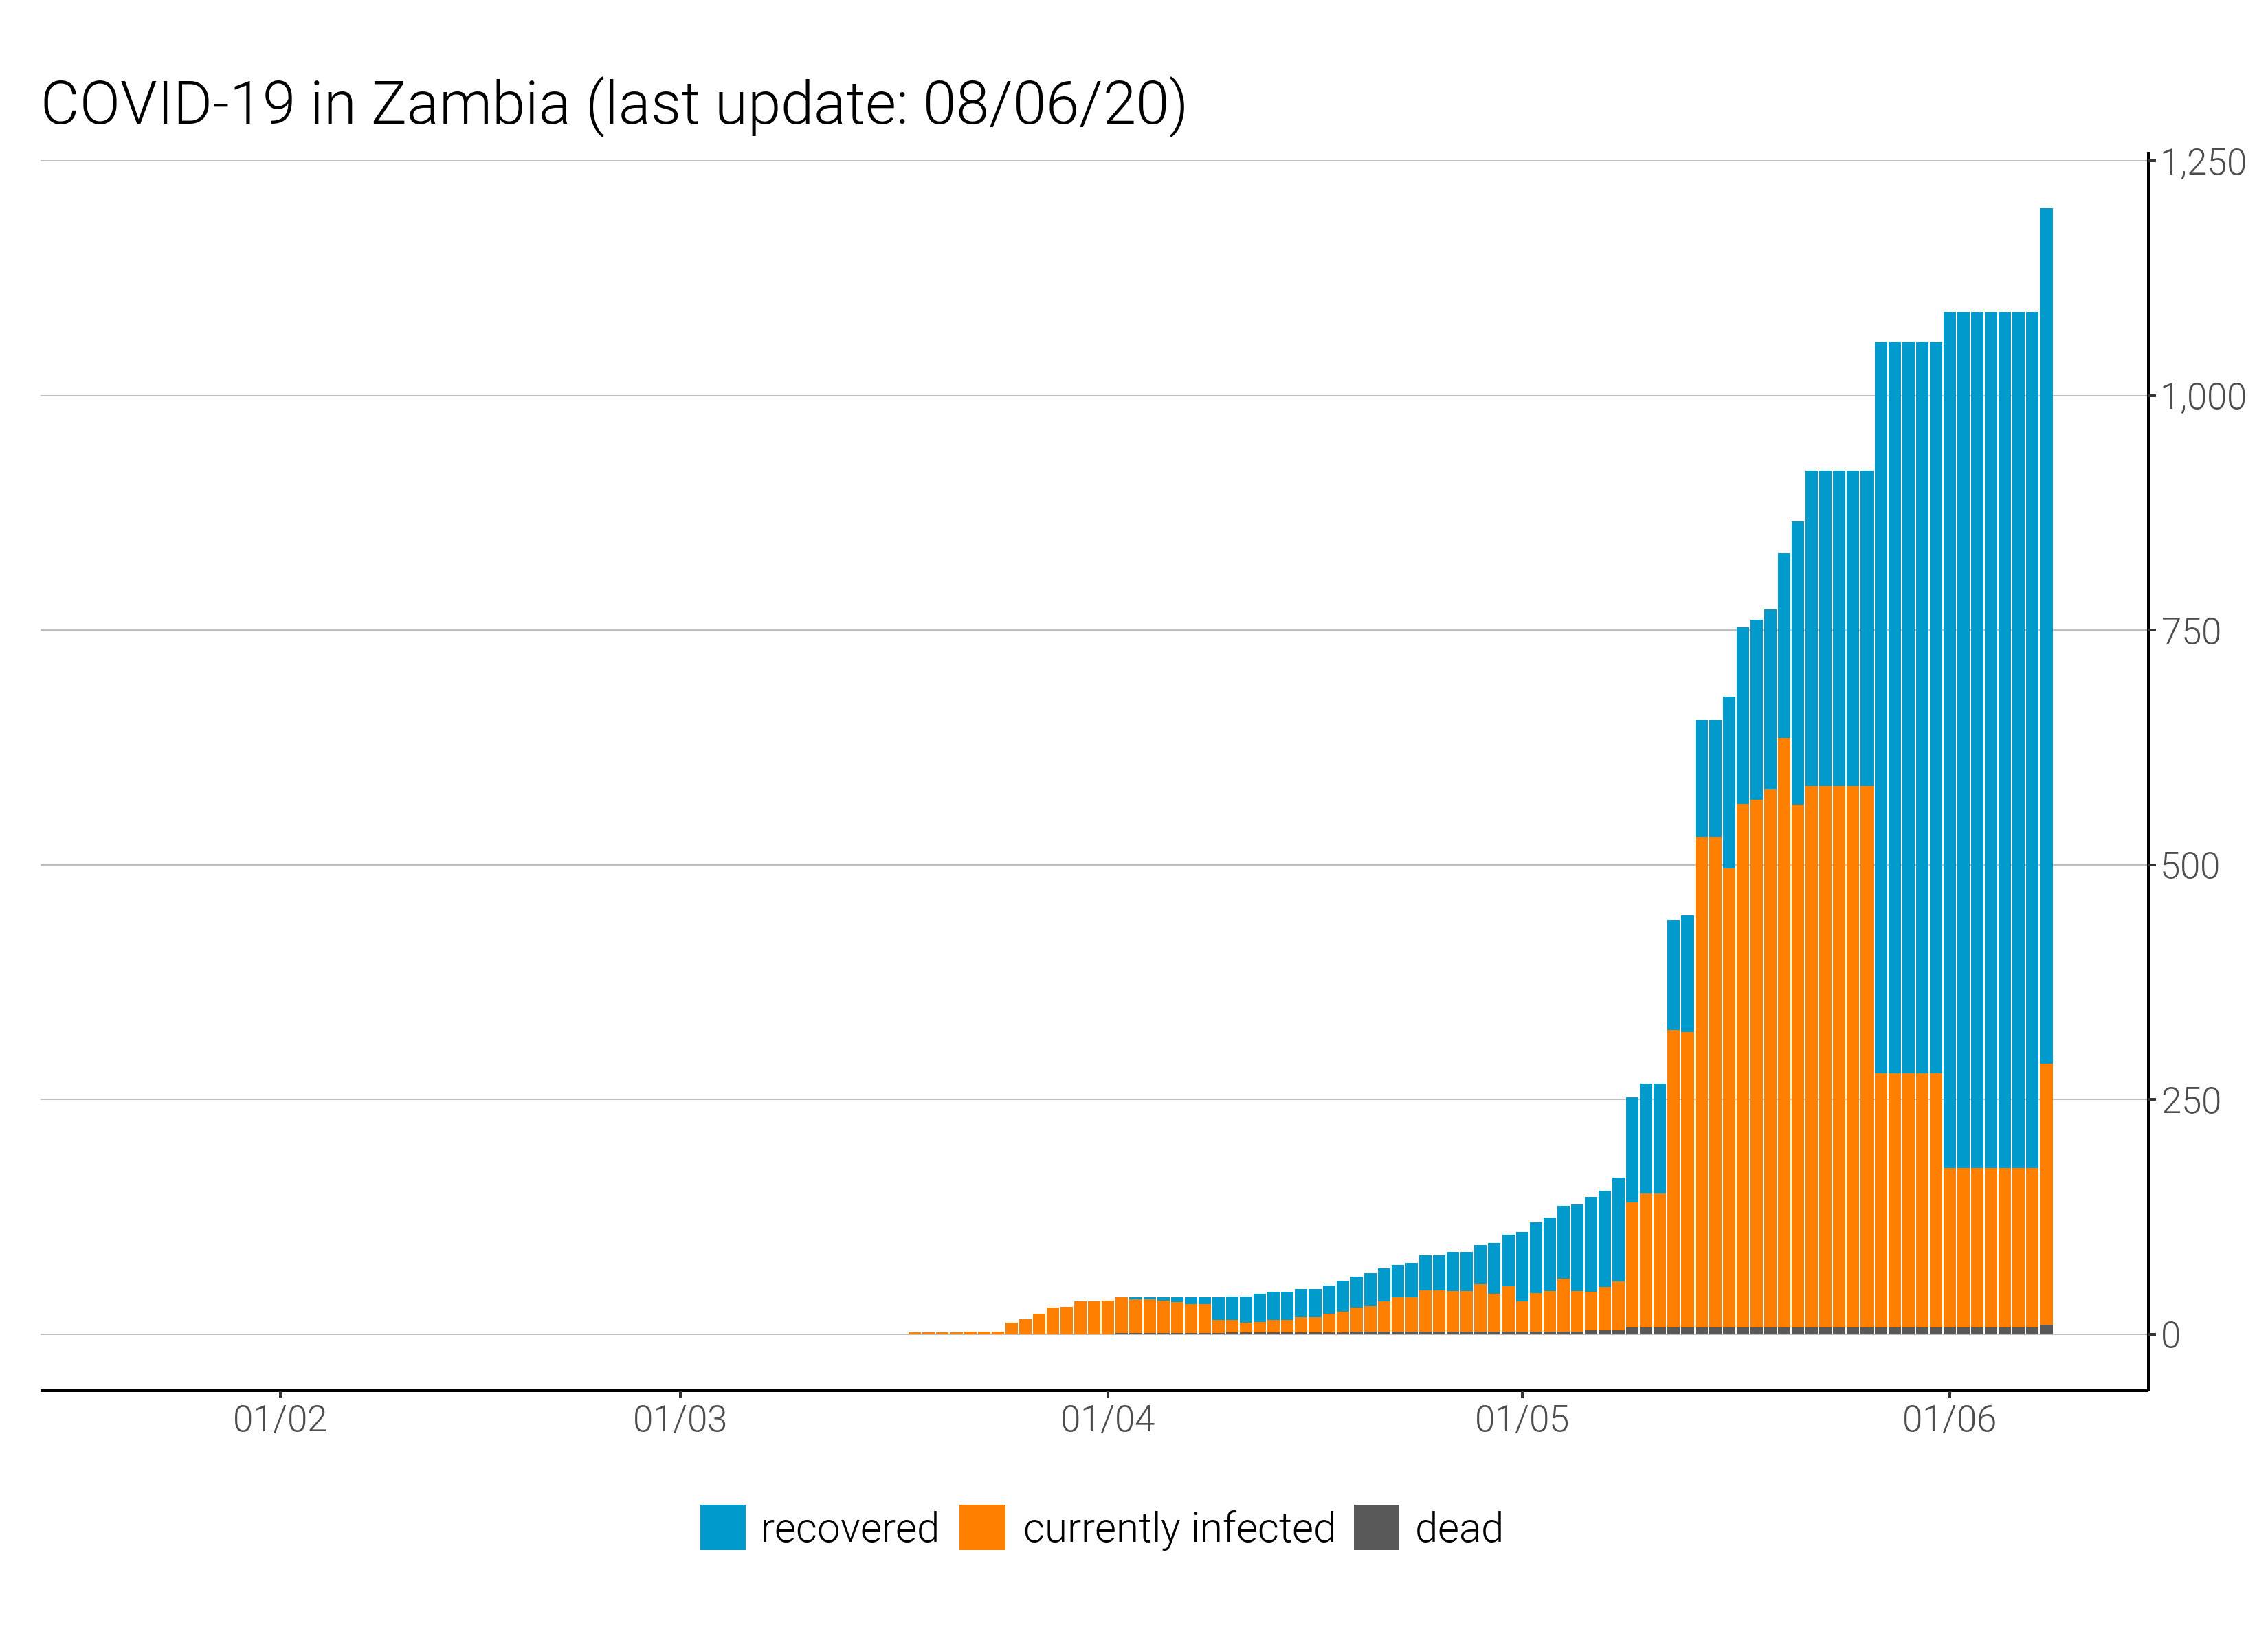 COVID-19 in Zambia (last update: 08/06/20)
1,250
1,000
750
500
250
0
01/02 01/03 01/04 01/05 01/06
recovered currently infected dead